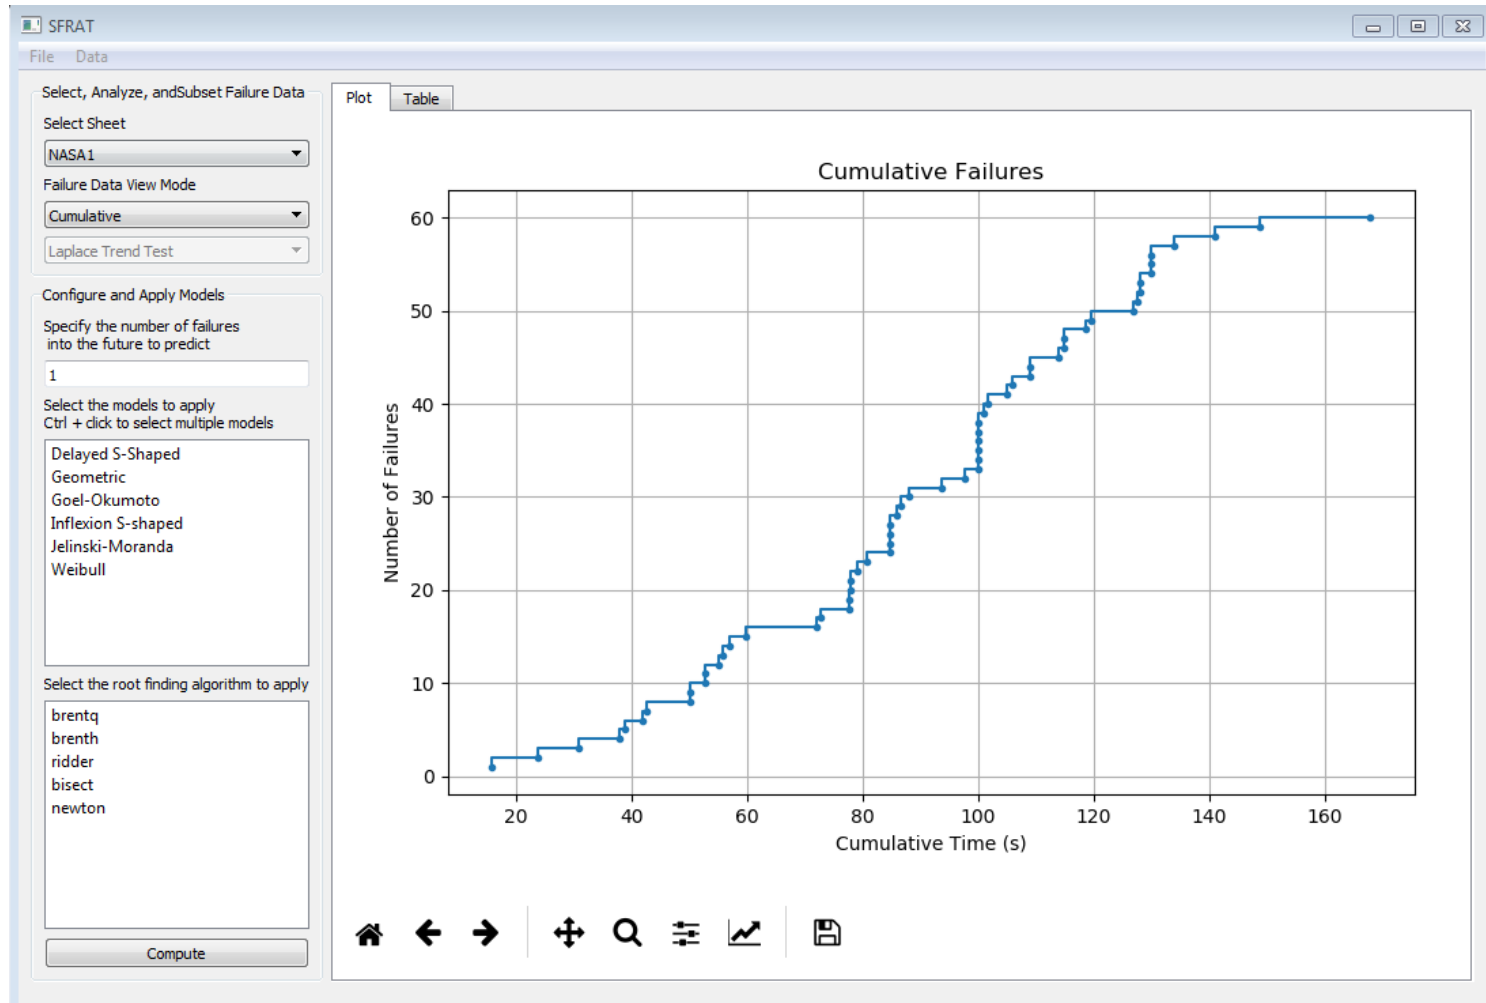 SFRAT
File Data
Select, Analyze, andSubset Failure Data
Select Sheet
NASA1
Failure Data View Mode
Cumulative
Laplace Trend Test
Configure and Apply Models
Specify the number of failures
into the future to predict
1
Select the models to apply
Ctrl + click to select multiple models
Delayed S-Shaped
Geometric
Goel-Okumoto
Inflexion S-shaped
Jelinski-Moranda
Weibull
Select the root finding algorithm to apply
brentq
brenth
ridder
bisect
newton
Compute
Plot Table
Cumulative Failures
Number of Failures
60
50
40
30
20
10
0
20 40 60 80 100 120 140 160
Cumulative Time (s)